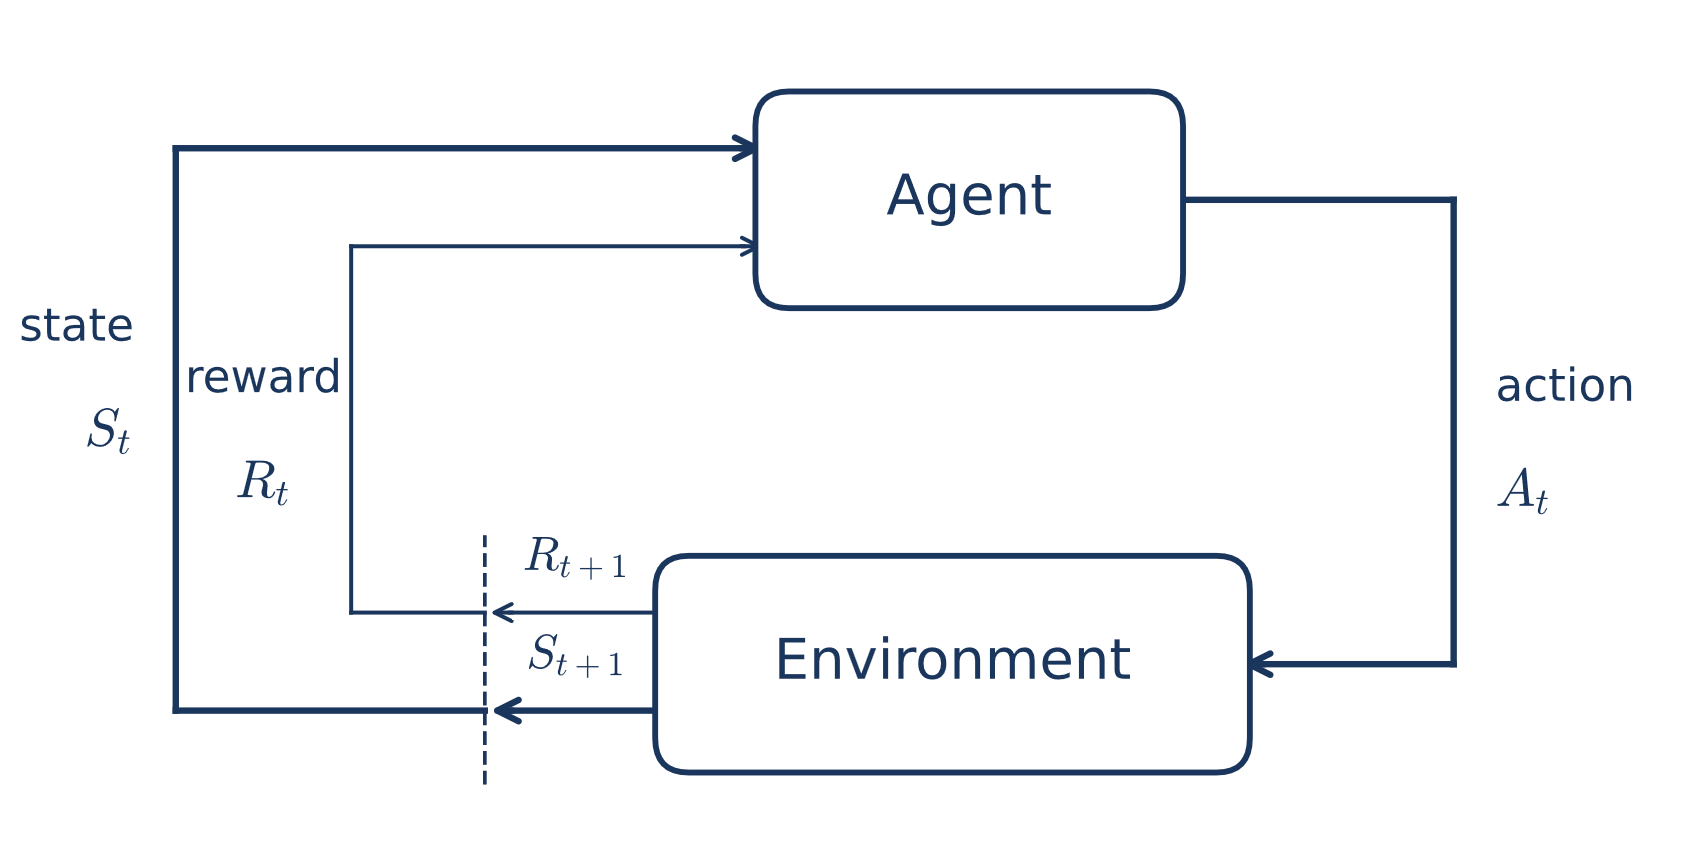 Agent
state
reward
action
S_t
R_t
A_t
R_{t+1}
S_{t+1}
Environment